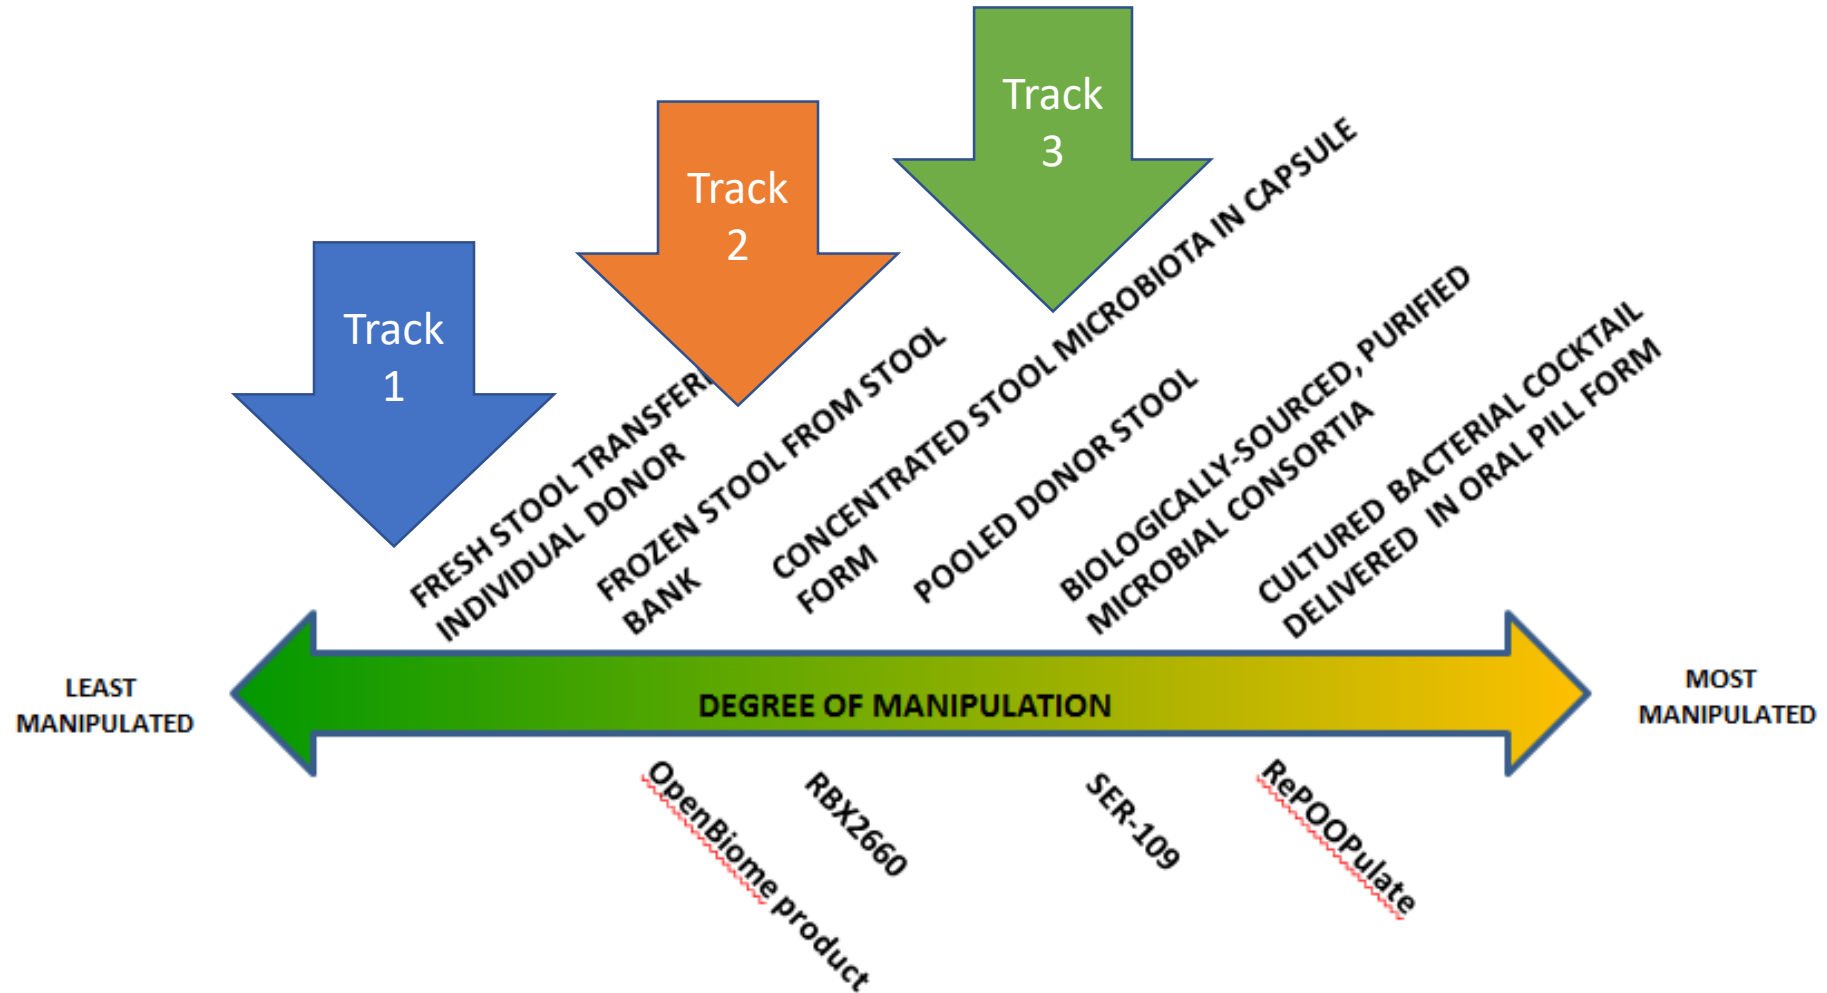 Track
1
Track
2
Track
3
FRESH STOOL TRANSFER
INDIVIDUAL DONOR
FROZEN STOOL FROM STOOL
BANK
CONCENTRATED STOOL MICROBIOTA IN CAPSULE
FORM
POOLED DONOR STOOL
BIOLOGICALLY-SOURCED, PURIFIED
MICROBIAL CONSORTIA
CULTURED BACTERIAL COCKTAIL
DELIVERED IN ORAL PILL FORM
LEAST
MANIPULATED
DEGREE OF MANIPULATION
MOST
MANIPULATED
OpenBiome product
RBX2660
SER-109
RePOOPulate